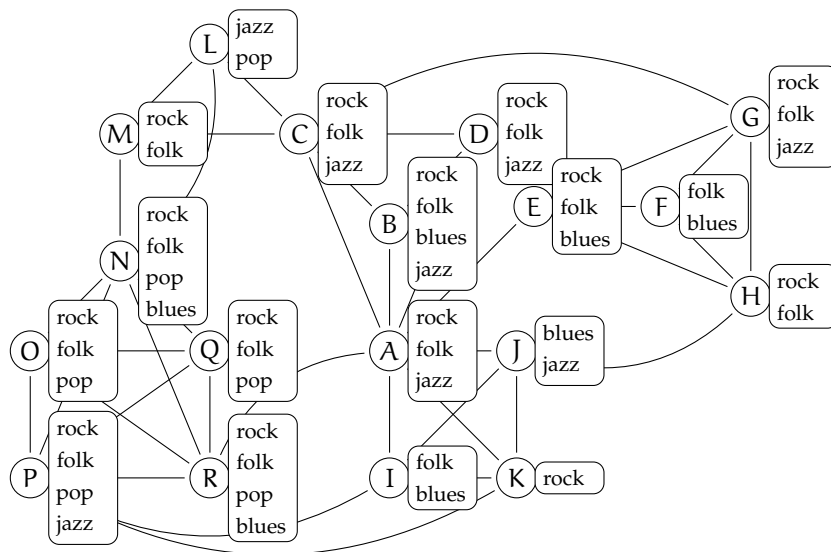 L
jazz
pop
M
rock
folk
C
rock
folk
jazz
D
rock
folk
jazz
G
rock
folk
jazz
B
rock
folk
blues
jazz
E
rock
folk
blues
F
folk
blues
N
rock
folk
pop
blues
H
rock
folk
O
rock
folk
pop
Q
rock
folk
pop
A
rock
folk
jazz
J
blues
jazz
P
rock
folk
pop
jazz
R
rock
folk
pop
blues
I
folk
blues
K
rock